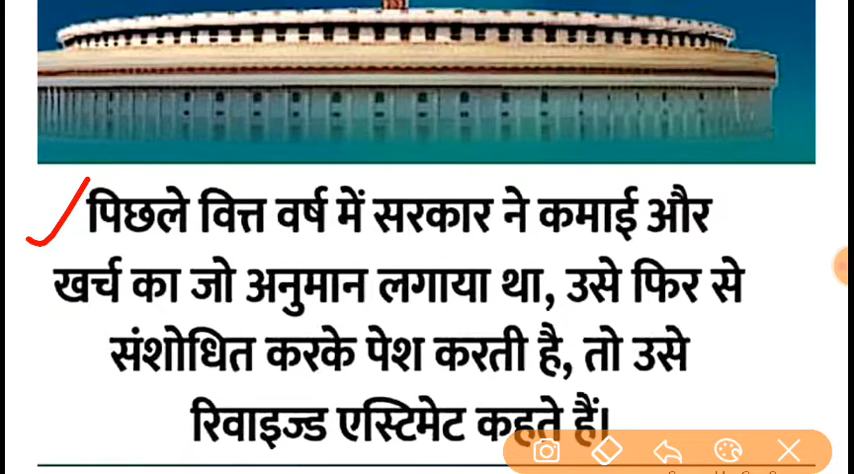 पिछले वित्त वर्ष में सरकार ने कमाई और
खर्च का जो अनुमान लगाया था, उसे फिर से
संशोधित करके पेश करती है, तो उसे
रिवाइज्ड एस्टिमेट कहते हैं।